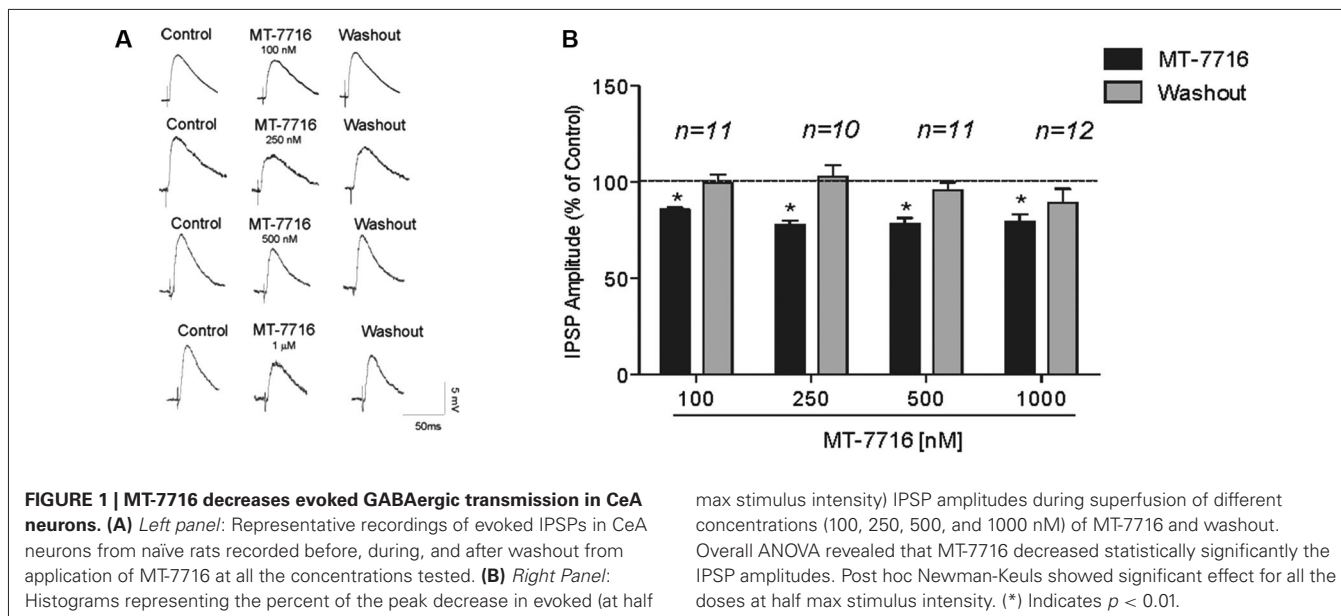 A
Control MT-7716 Washout
100 nM
Control MT-7716 Washout
250 nM
Control MT-7716 Washout
500 nM
Control MT-7716 Washout
1 µM
5 mV
50ms
B
MT-7716
Washout
IPSP Amplitude (% of Control)
150
100
50
0
n=11 n=10 n=11 n=12
* * * *
100 250 500 1000
MT-7716 [nM]
FIGURE 1 | MT-7716 decreases evoked GABAergic transmission in CeA
neurons. (A) Left panel: Representative recordings of evoked IPSPs in CeA
neurons from naïve rats recorded before, during, and after washout from
application of MT-7716 at all the concentrations tested. (B) Right Panel:
Histograms representing the percent of the peak decrease in evoked (at half
max stimulus intensity) IPSP amplitudes during superfusion of different
concentrations (100, 250, 500, and 1000 nM) of MT-7716 and washout.
Overall ANOVA revealed that MT-7716 decreased statistically significantly the
IPSP amplitudes. Post hoc Newman-Keuls showed significant effect for all the
doses at half max stimulus intensity. (*) Indicates p < 0.01.